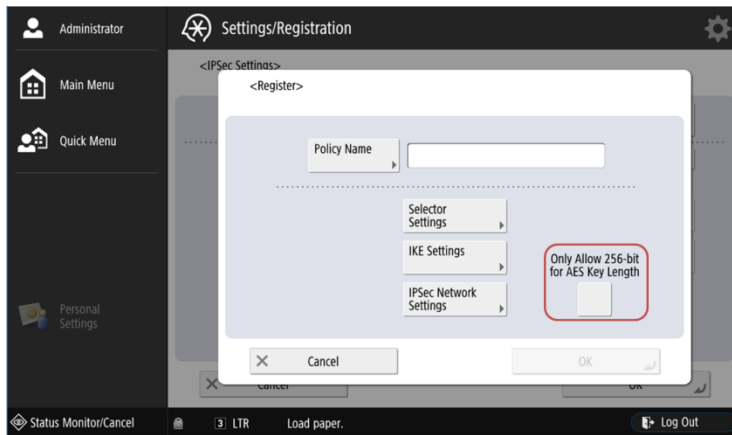 Administrator
Settings/Registration
<IPSec Settings>
Main Menu
<Register>
Quick Menu
Policy Name
Selector
Settings
IKE Settings
Only Allow 256-bit
for AES Key Length
IPSec Network
Settings
Personal
Settings
Cancel
OK
Cancel
OK
Status Monitor/Cancel
3 LTR
Load paper.
Log Out